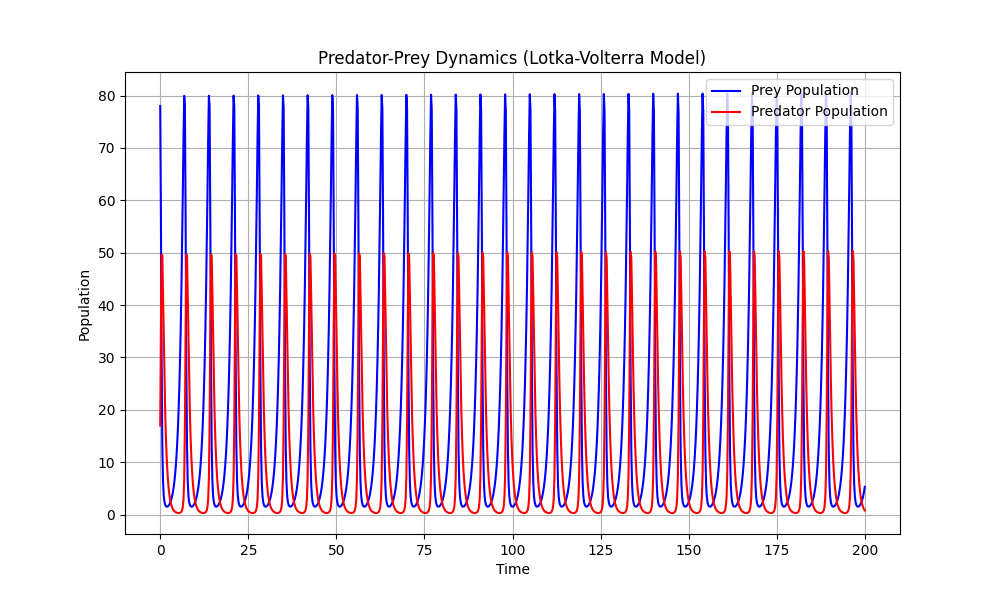 Predator-Prey Dynamics (Lotka-Volterra Model)
Prey Population
Predator Population
80
70
60
50
40
30
20
10
0
Population
0 25 50 75 100 125 150 175 200
Time